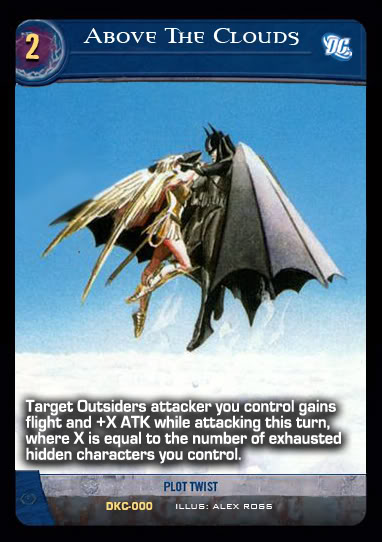 2
Above The Clouds
DC
Target Outsiders attacker you control gains
flight and +X ATK while attacking this turn,
where X is equal to the number of exhausted
hidden characters you control.
PLOT TWIST
DKC-000 ILLUS: ALEX ROSS